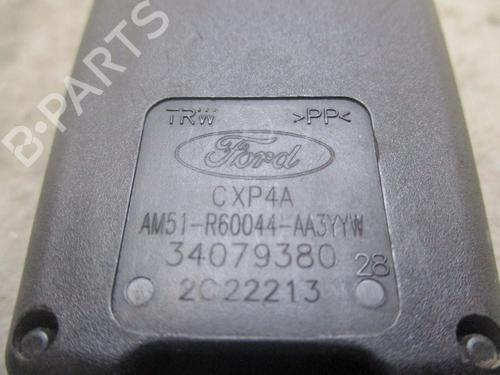 B-PARTS
TRW >PP<
Ford
CXP4A
AM51-R60044-AA3YYW
34079380 28
2C22213